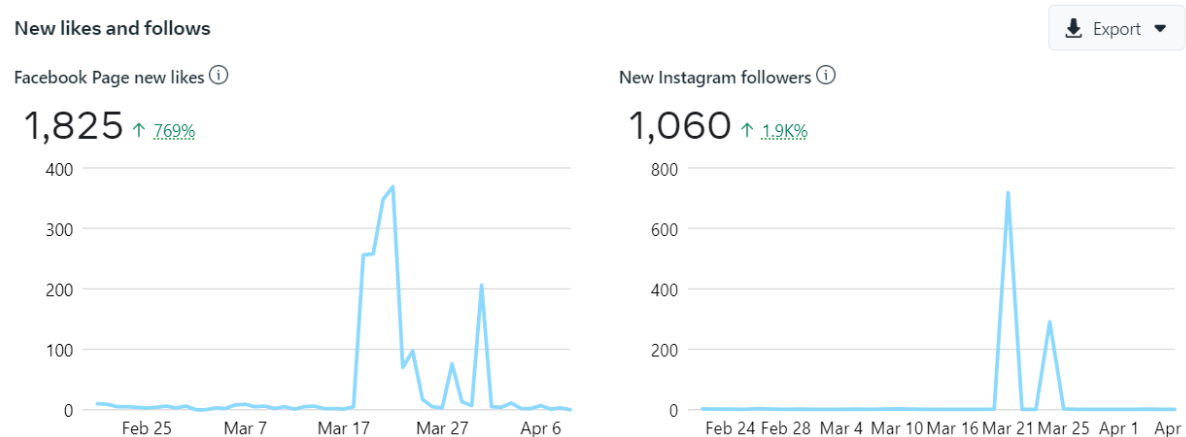 New likes and follows
Export
Facebook Page new likes
1,825 ↑ 769%
400
300
200
100
0
Feb 25 Mar 7 Mar 17 Mar 27 Apr 6
New Instagram followers
1,060 ↑ 1.9K%
800
600
400
200
0
Feb 24 Feb 28 Mar 4 Mar 10 Mar 16 Mar 21 Mar 25 Apr 1 Apr